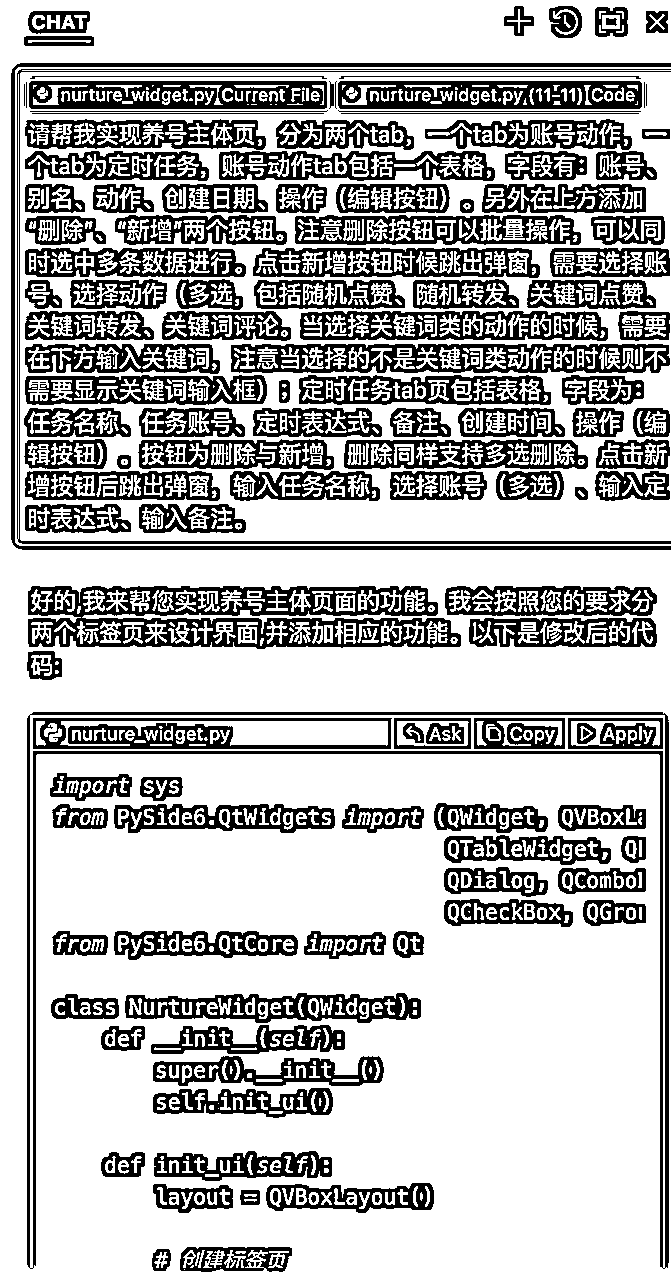 CHAT
nurture_widget.py Current File nurture_widget.py (11-11) Code
请帮我实现养号主体页，分为两个tab，一个tab为账号动作，一
个tab为定时任务，账号动作tab包括一个表格，字段有：账号、
别名、动作、创建日期、操作（编辑按钮）。另外在上方添加
“删除”、“新增”两个按钮。注意删除按钮可以批量操作，可以同
时选中多条数据进行。点击新增按钮时候跳出弹窗，需要选择账
号、选择动作（多选，包括随机点赞、随机转发、关键词点赞、
关键词转发、关键词评论。当选择关键词类的动作的时候，需要
在下方输入关键词，注意当选择的不是关键词类动作的时候则不
需要显示关键词输入框）；定时任务tab页包括表格，字段为：
任务名称、任务账号、定时表达式、备注、创建时间、操作（编
辑按钮）。按钮为删除与新增，删除同样支持多选删除。点击新
增按钮后跳出弹窗，输入任务名称，选择账号（多选）、输入定
时表达式、输入备注。
好的,我来帮您实现养号主体页面的功能。我会按照您的要求分
两个标签页来设计界面,并添加相应的功能。以下是修改后的代
码:
nurture_widget.py Ask Copy Apply
import sys
from PySide6.QtWidgets import (QWidget, QVBoxLa
QTableWidget, Q
QDialog, QCombo
QCheckBox, QGro
from PySide6.QtCore import Qt
class NurtureWidget(QWidget):
def __init__(self):
super().__init__()
self.init_ui()
def init_ui(self):
layout = QVBoxLayout()
# 创建标签页